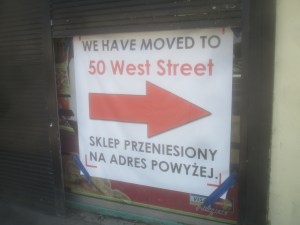 WE HAVE MOVED TO
50 West Street
SKLEP PRZENIESIONY
NA ADRES POWYŻEJ.